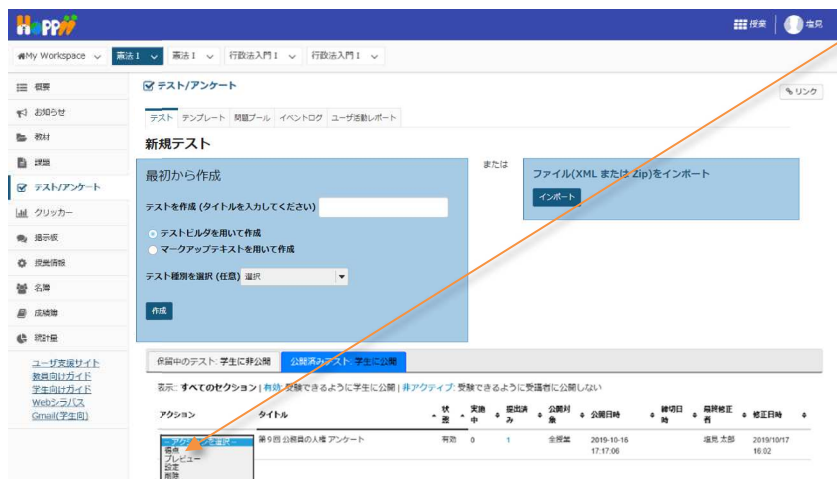 HoPPii
授業
塩見
My Workspace
憲法 I
憲法 I
行政法入門 I
行政法入門 I
概要
テスト/アンケート
リンク
お知らせ
テスト テンプレート 問題プール イベントログ ユーザ活動レポート
教材
新規テスト
課題
最初から作成
または
ファイル(XML または Zip)をインポート
テスト/アンケート
インポート
テストを作成 (タイトルを入力してください)
クリッカー
テストビルダを用いて作成
掲示板
マークアップテキストを用いて作成
授業情報
テスト種別を選択 (任意) 選択
名簿
成績簿
作成
統計量
保留中のテスト: 学生に非公開
公開済みテスト: 学生に公開
ユーザ支援サイト
教員向けガイド
学生向けガイド
Webシラバス
Gmail(学生向)
表示:: すべてのセクション | 有効: 受験できるように学生に公開 | 非アクティブ: 受験できるように受講者に公開しない
アクション タイトル 状態 実施中 提出済み 公開対象 公開日時 締切日時 最終修正者 修正日時
-- アクションを選択 --
得点
プレビュー
設定
削除
第９回 公務員の人権 アンケート 有効 0 1 全授業 2019-10-16 17:17:06 塩見 太郎 2019/10/17 16:02